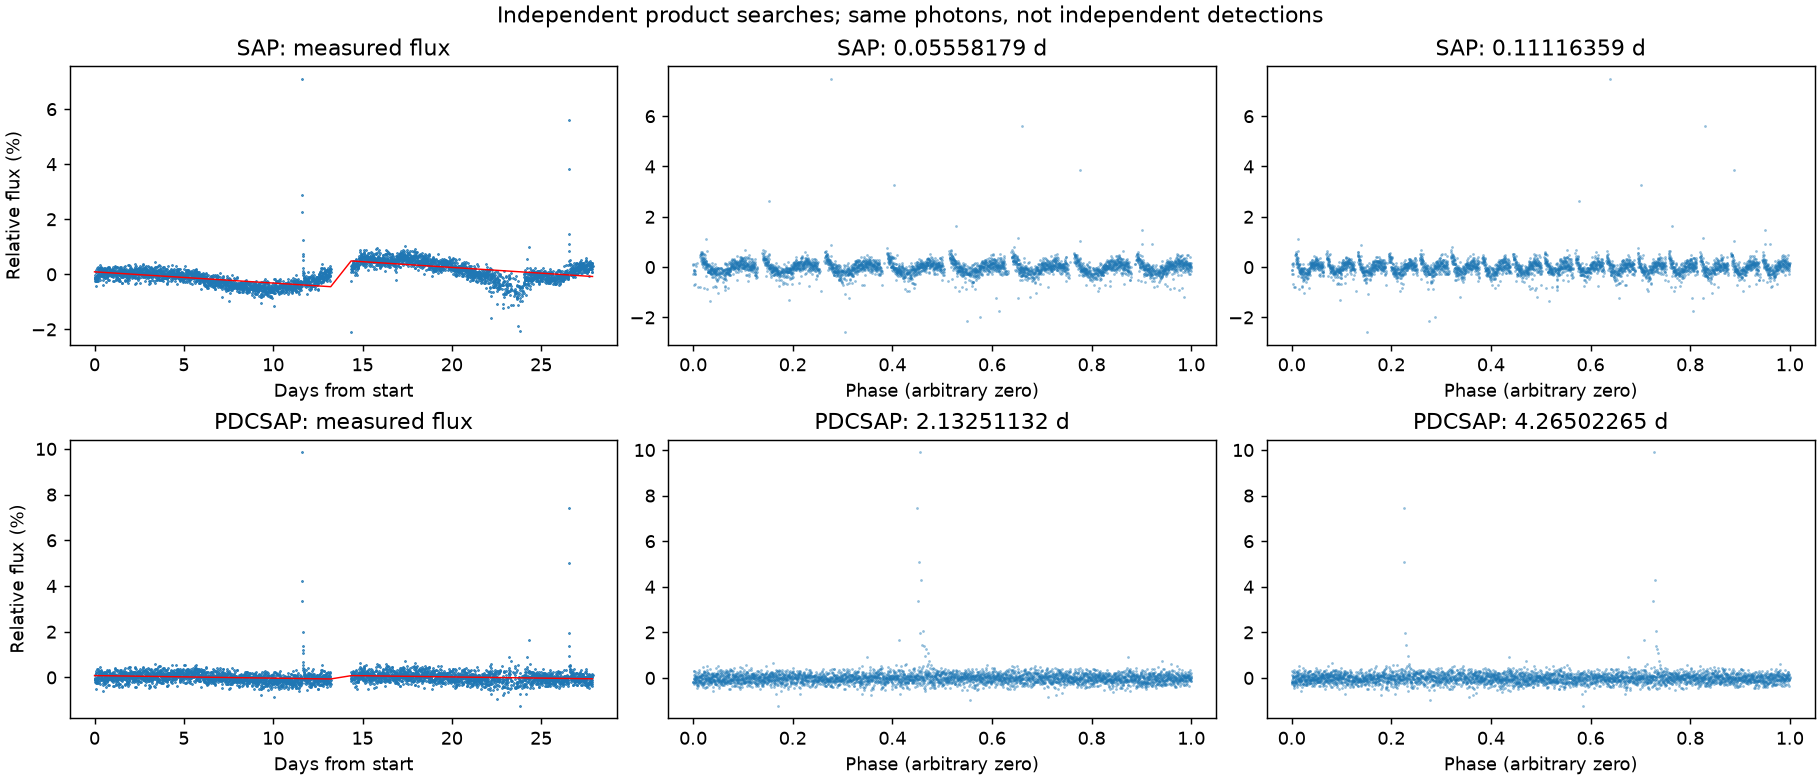 Independent product searches; same photons, not independent detections
SAP: measured flux
SAP: 0.05558179 d
SAP: 0.11116359 d
Relative flux (%)
6
4
2
0
−2
6
4
2
0
−2
6
4
2
0
−2
0 5 10 15 20 25
0.0 0.2 0.4 0.6 0.8 1.0
0.0 0.2 0.4 0.6 0.8 1.0
Days from start
Phase (arbitrary zero)
Phase (arbitrary zero)
PDCSAP: measured flux
PDCSAP: 2.13251132 d
PDCSAP: 4.26502265 d
Relative flux (%)
10
8
6
4
2
0
10
8
6
4
2
0
10
8
6
4
2
0
0 5 10 15 20 25
0.0 0.2 0.4 0.6 0.8 1.0
0.0 0.2 0.4 0.6 0.8 1.0
Days from start
Phase (arbitrary zero)
Phase (arbitrary zero)